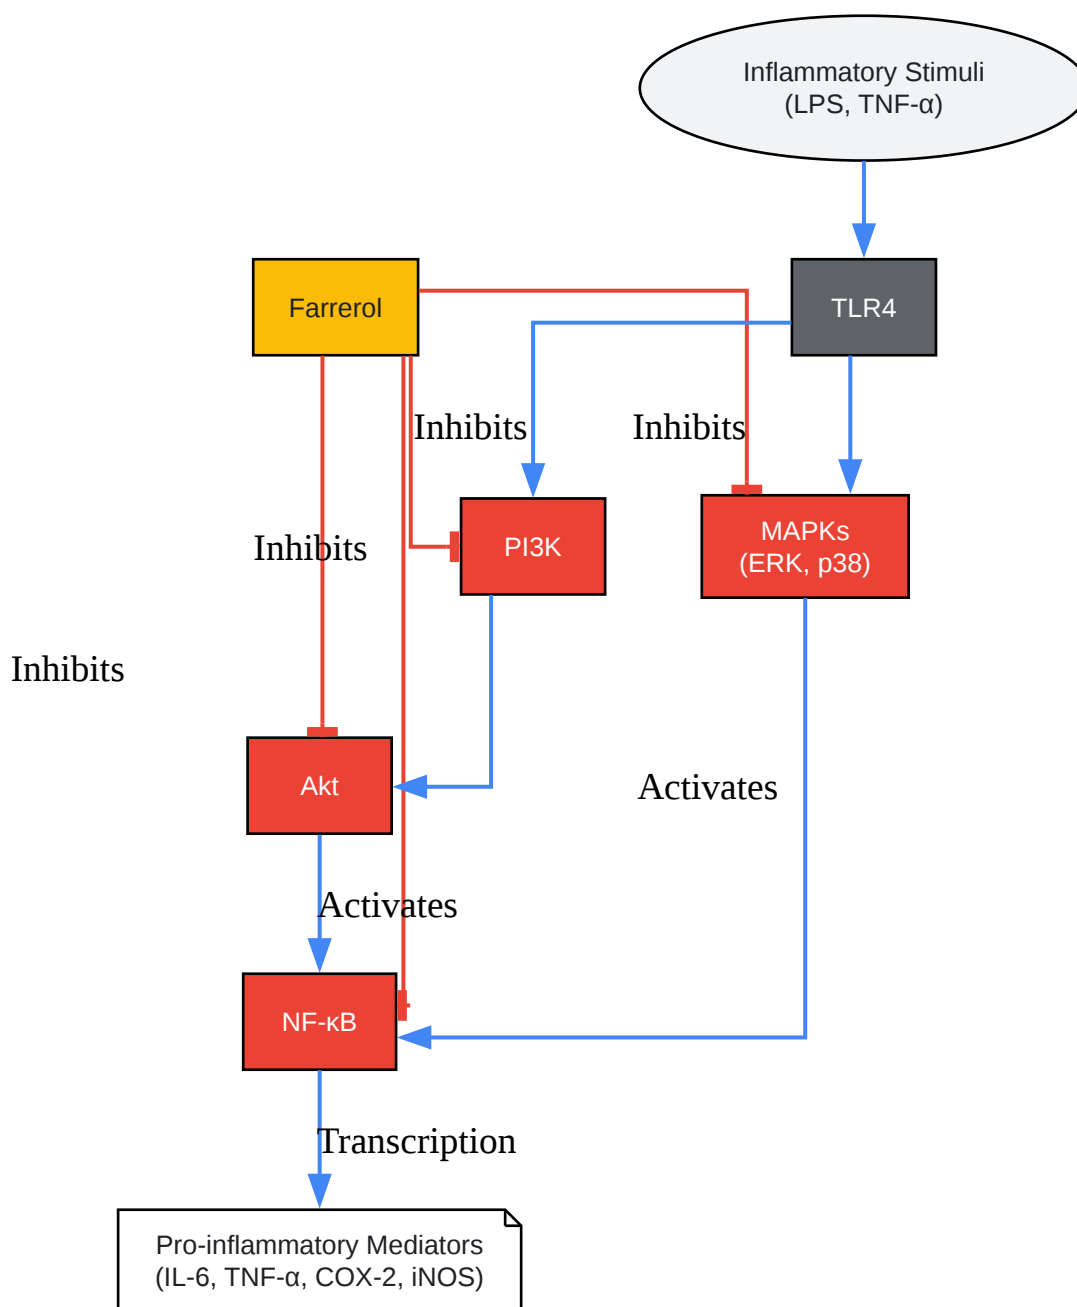 Inflammatory Stimuli
(LPS, TNF-α)
Farrerol
TLR4
Inhibits
Inhibits
PI3K
MAPKs
(ERK, p38)
Inhibits
Inhibits
Akt
Activates
Activates
NF-κB
Transcription
Pro-inflammatory Mediators
(IL-6, TNF-α, COX-2, iNOS)